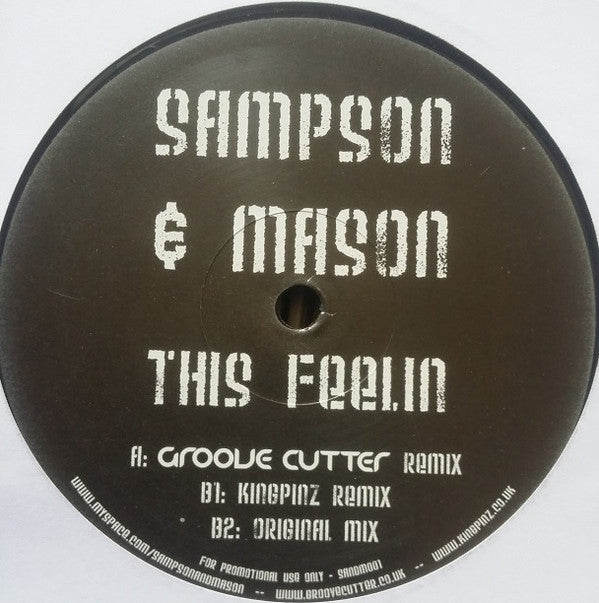 SAMPSON
& MASON
THIS FEELIN
A: GROOVE CUTTER REMIX
B1: KINGPINZ REMIX
B2: ORIGINAL MIX
FOR PROMOTIONAL USE ONLY - SANDM001
WWW.MYSPACE.COM/SAMPSONANDMASON -- WWW.GROOVECUTTER.CO.UK -- WWW.KINGPINZ.CO.UK